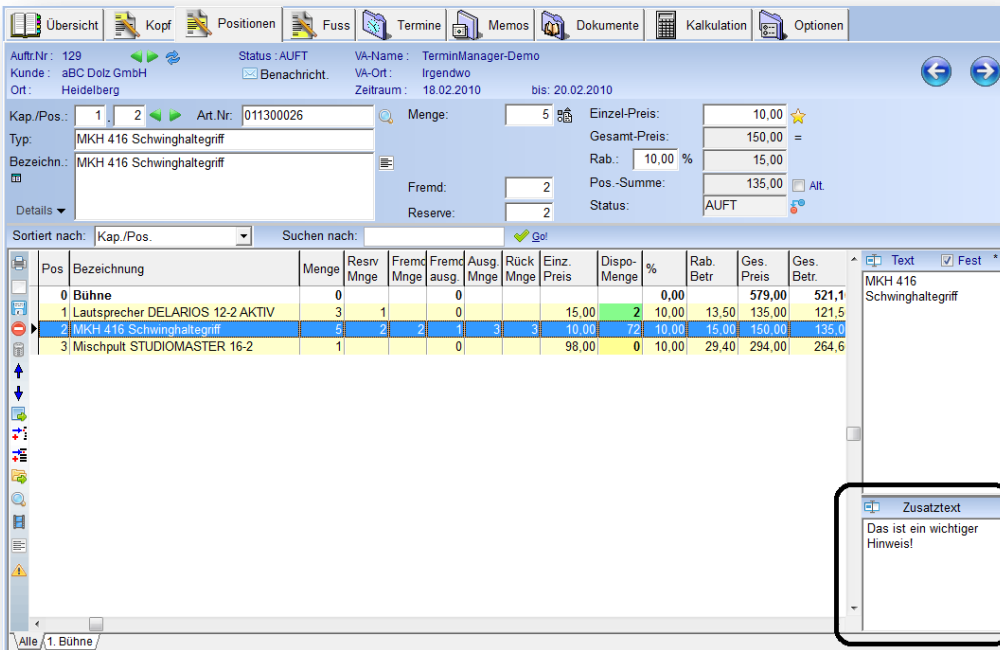 Übersicht Kopf Positionen Fuss Termine Memos Dokumente Kalkulation Optionen
Auftr.Nr: 129 Status : AUFT VA-Name : TerminManager-Demo
Kunde : aBC Dolz GmbH Benachricht. VA-Ort : Irgendwo
Ort : Heidelberg Zeitraum : 18.02.2010 bis: 20.02.2010
Kap./Pos.: 1 . 2 Art.Nr: 011300026 Menge: 5 Einzel-Preis: 10,00
Typ: MKH 416 Schwinghaltegriff Gesamt-Preis: 150,00 =
Bezeichn.: MKH 416 Schwinghaltegriff Rab.: 10,00 % 15,00
Fremd: 2 Pos.-Summe: 135,00 Alt.
Details Reserve: 2 Status: AUFT
Sortiert nach: Kap./Pos. Suchen nach: Go!
Pos Bezeichnung Menge Resrv Mnge Fremd Mnge Fremd ausg. Ausg. Mnge Rück Mnge Einz. Preis Dispo- Menge % Rab. Betr Ges. Preis Ges. Betr.
0 Bühne 0 0 0,00 579,00 521,1
1 Lautsprecher DELARIOS 12-2 AKTIV 3 1 0 15,00 2 10,00 13,50 135,00 121,5
2 MKH 416 Schwinghaltegriff 5 2 2 1 3 3 10,00 72 10,00 15,00 150,00 135,0
3 Mischpult STUDIOMASTER 16-2 1 0 98,00 0 10,00 29,40 294,00 264,6
Text Fest *
MKH 416
Schwinghaltegriff
Zusatztext
Das ist ein wichtiger
Hinweis!
Alle 1. Bühne